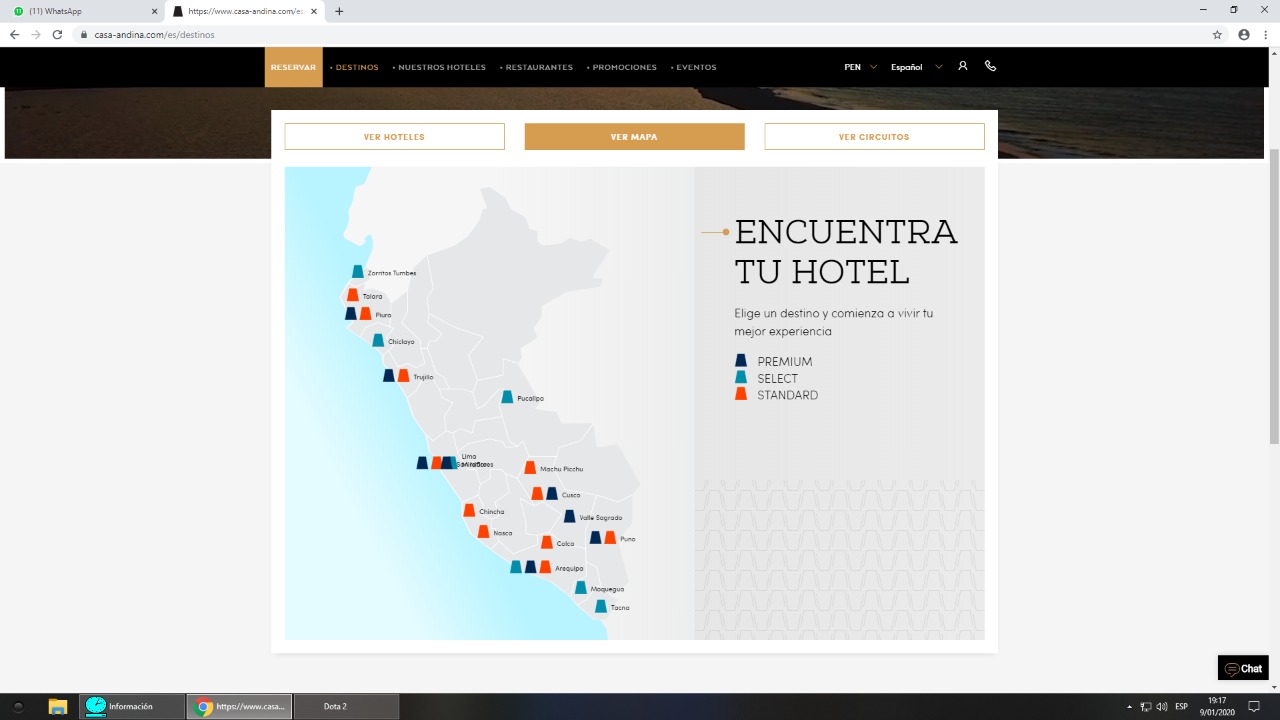 (11) WhatsApp
https://www.casa-andina.com/es
casa-andina.com/es/destinos
RESERVAR
• DESTINOS
• NUESTROS HOTELES
• RESTAURANTES
• PROMOCIONES
• EVENTOS
PEN
Español
VER HOTELES
VER MAPA
VER CIRCUITOS
ENCUENTRA
TU HOTEL
Elige un destino y comienza a vivir tu
mejor experiencia
PREMIUM
SELECT
STANDARD
Zorritos Tumbes
Talara
Piura
Chiclayo
Trujillo
Pucallpa
Lima
Machu Picchu
Cusco
Chincha
Valle Sagrado
Nasca
Colca
Puno
Arequipa
Moquegua
Tacna
Chat
Información
https://www.casa...
Dota 2
ESP
19:17
9/01/2020